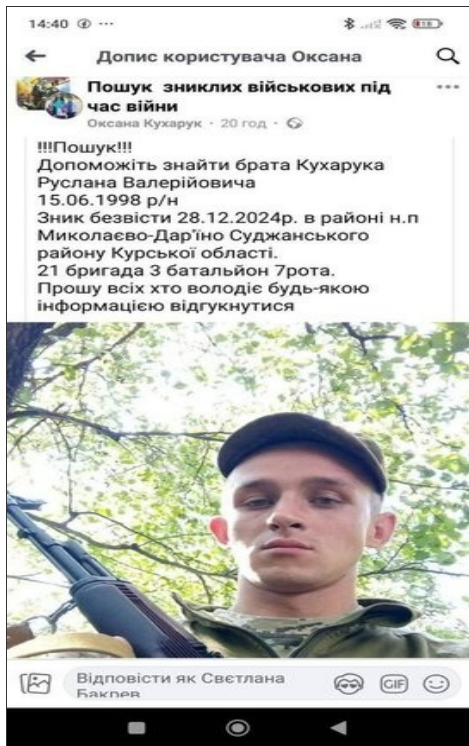 14:40
Допис користувача Оксана
Пошук зниклих військових під
час війни
Оксана Кухарук · 20 год ·
!!!Пошук!!!
Допоможіть знайти брата Кухарука
Руслана Валерійовича
15.06.1998 р/н
Зник безвісти 28.12.2024р. в районі н.п
Миколаєво-Дар'їно Суджанського
району Курської області.
21 бригада 3 батальйон 7рота.
Прошу всіх хто володіє будь-якою
інформацією відгукнутися
Відповісти як Свєтлана
Бакрев
GIF